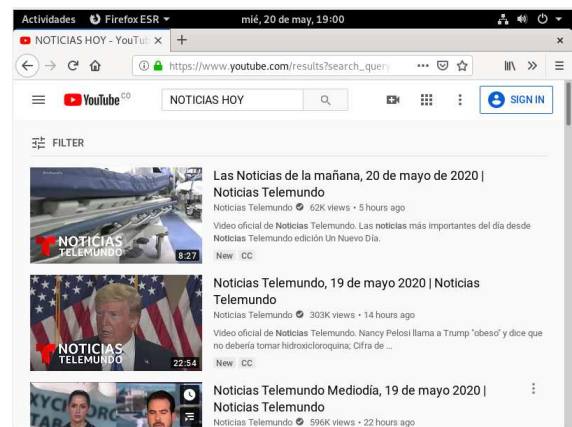 Actividades Firefox ESR mié, 20 de may, 19:00
NOTICIAS HOY - YouTub
https://www.youtube.com/results?search_query
YouTube CO NOTICIAS HOY SIGN IN
FILTER
Las Noticias de la mañana, 20 de mayo de 2020 |
Noticias Telemundo
Noticias Telemundo 62K views • 5 hours ago
Video oficial de Noticias Telemundo. Las noticias más importantes del día desde
Noticias Telemundo edición Un Nuevo Día.
New CC
NOTICIAS
TELEMUNDO
8:27
Noticias Telemundo, 19 de mayo 2020 | Noticias
Telemundo
Noticias Telemundo 303K views • 14 hours ago
Video oficial de Noticias Telemundo. Nancy Pelosi llama a Trump "obeso" y dice que
no debería tomar hidroxicloroquina; Cifra de ...
New CC
NOTICIAS
TELEMUNDO
22:54
Noticias Telemundo Mediodía, 19 de mayo 2020 |
Noticias Telemundo
Noticias Telemundo 596K views • 22 hours ago